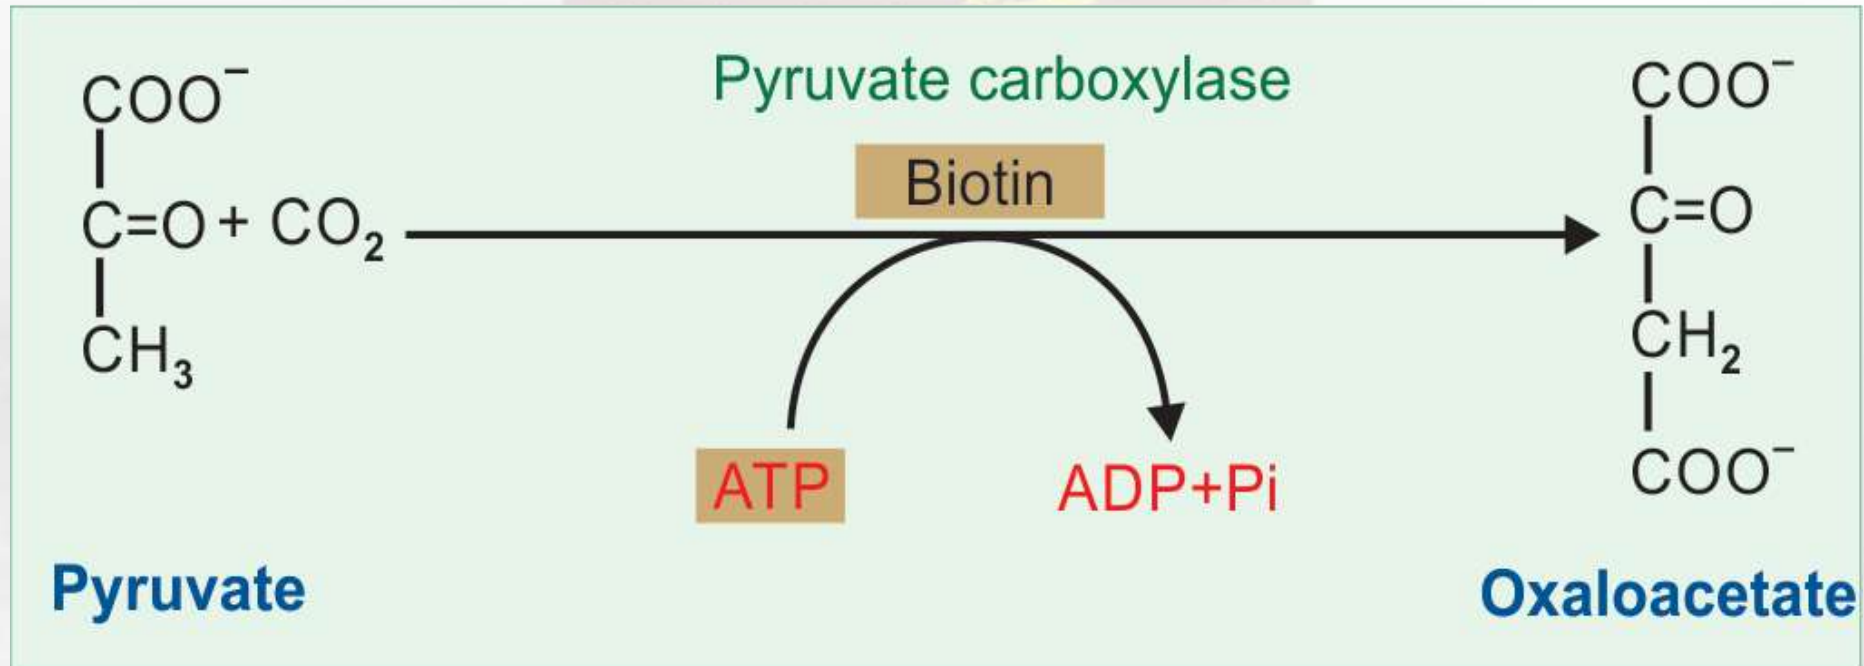 Pyruvate carboxylase
Biotin
COO⁻
C=O + CO₂
CH₃
ATP
ADP+Pi
COO⁻
C=O
CH₂
COO⁻
Pyruvate
Oxaloacetate